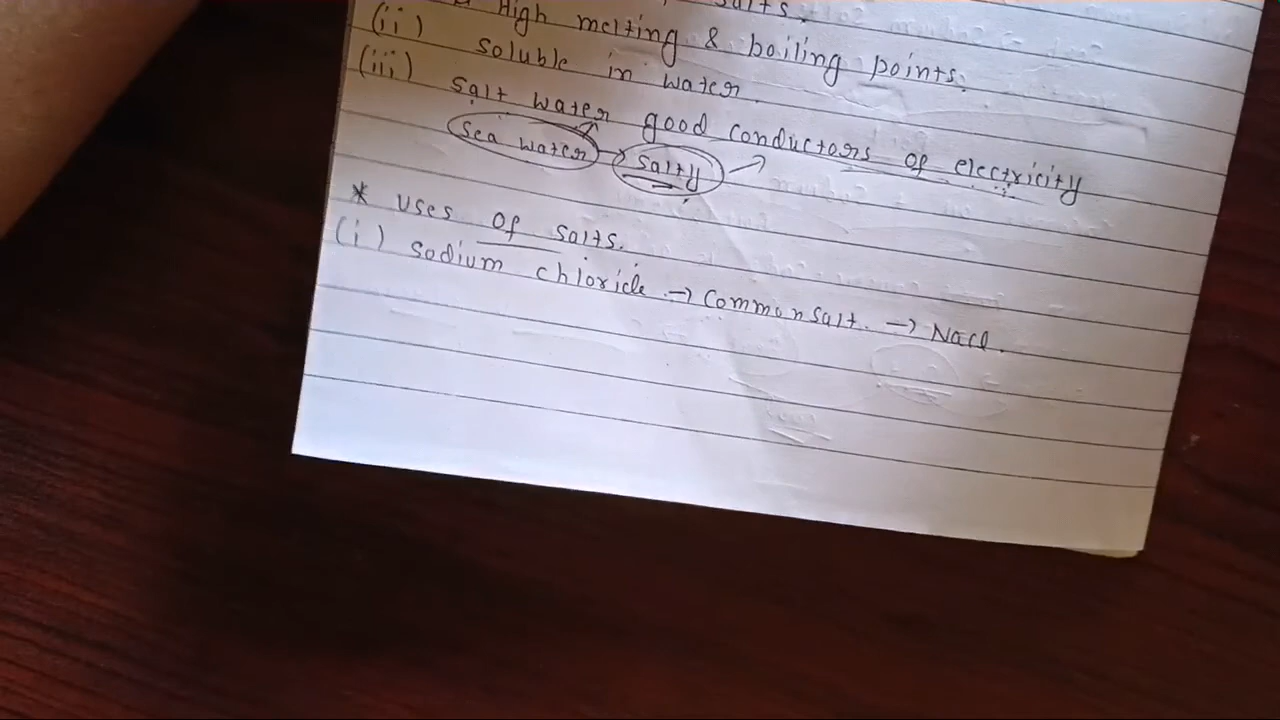 salts.
High melting & boiling points.
(ii) soluble in water.
(iii) salt water good conductors of electricity
sea water → salty
* uses of salts.
(i) sodium chloride → Common salt. → Nacl.